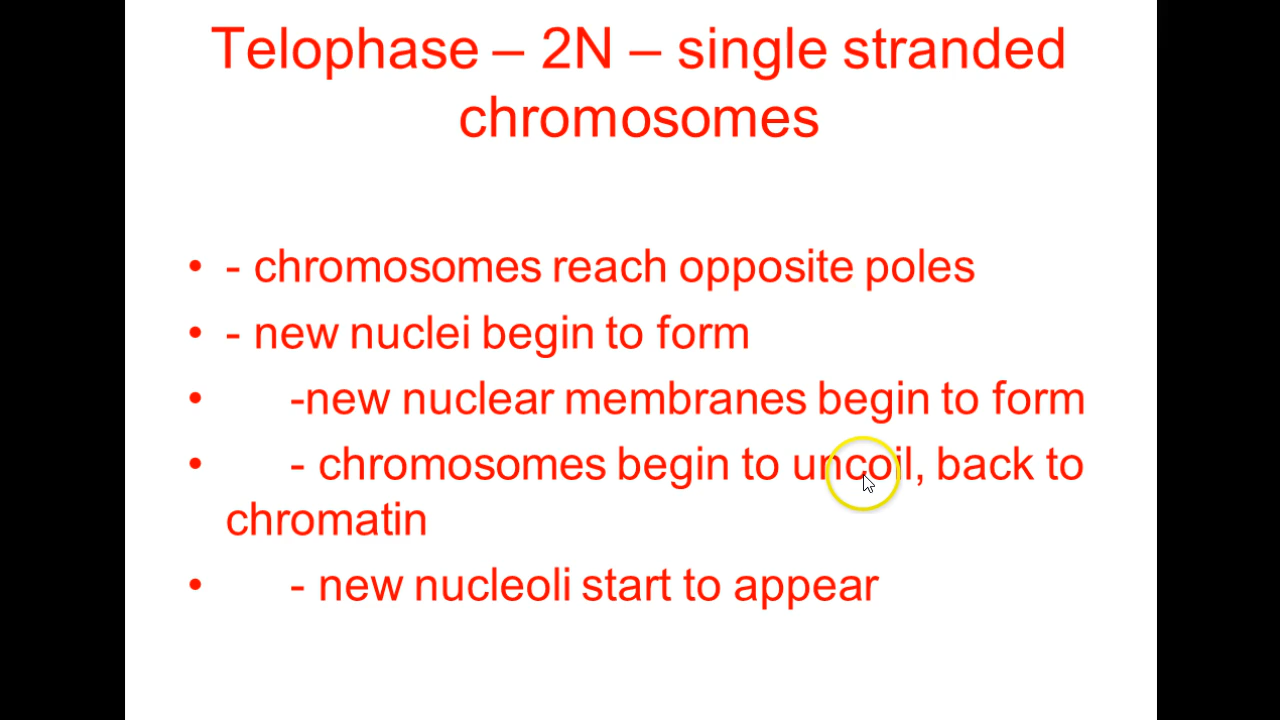 Telophase – 2N – single stranded
chromosomes
• - chromosomes reach opposite poles
• - new nuclei begin to form
• -new nuclear membranes begin to form
• - chromosomes begin to uncoil, back to
chromatin
• - new nucleoli start to appear